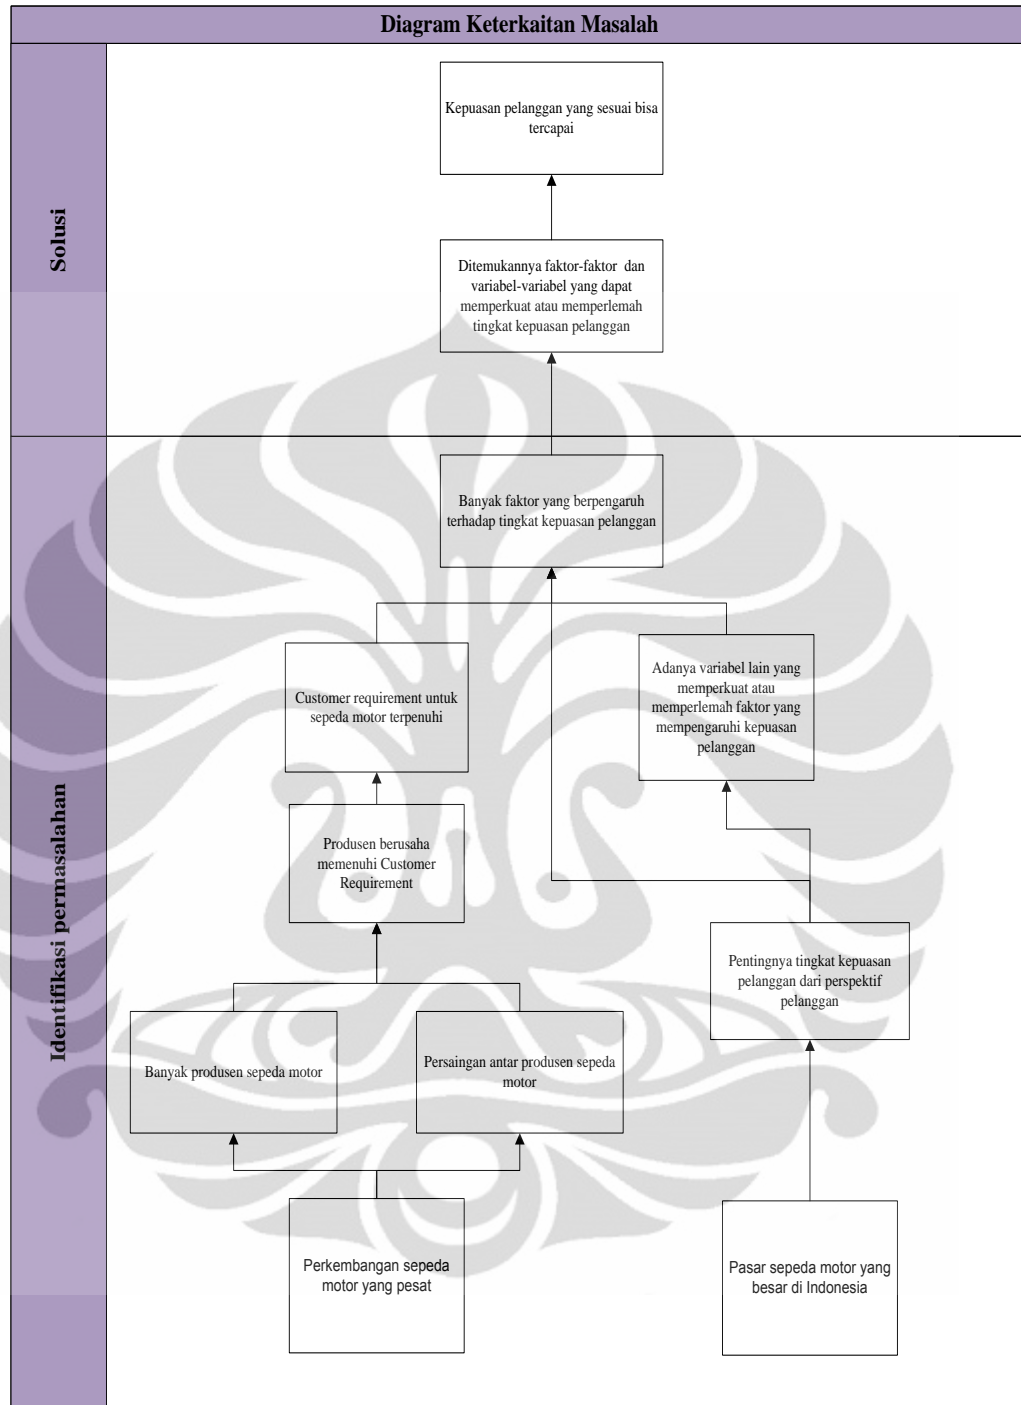 Diagram Keterkaitan Masalah
Solusi
Kepuasan pelanggan yang sesuai bisa
tercapai
Ditemukannya faktor-faktor dan
variabel-variabel yang dapat
memperkuat atau memperlemah
tingkat kepuasan pelanggan
Identifikasi permasalahan
Banyak faktor yang berpengaruh
terhadap tingkat kepuasan pelanggan
Customer requirement untuk
sepeda motor terpenuhi
Adanya variabel lain yang
memperkuat atau
memperlemah faktor yang
mempengaruhi kepuasan
pelanggan
Produsen berusaha
memenuhi Customer
Requirement
Pentingnya tingkat kepuasan
pelanggan dari perspektif
pelanggan
Banyak produsen sepeda motor
Persaingan antar produsen sepeda
motor
Perkembangan sepeda
motor yang pesat
Pasar sepeda motor yang
besar di Indonesia